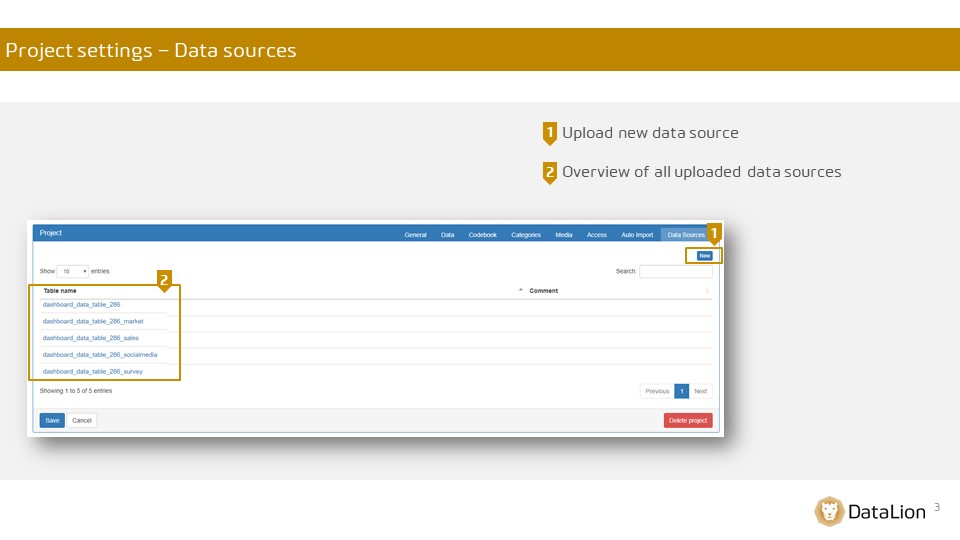 Project settings – Data sources
1 Upload new data source
2 Overview of all uploaded data sources
Project General Data Codebook Categories Media Access Auto Import Data Sources 1
New
Show 10 entries Search:
2
Table name Comment
dashboard_data_table_286
dashboard_data_table_286_market
dashboard_data_table_286_sales
dashboard_data_table_286_socialmedia
dashboard_data_table_286_survey
Showing 1 to 5 of 5 entries Previous 1 Next
Save Cancel Delete project
DataLion 3